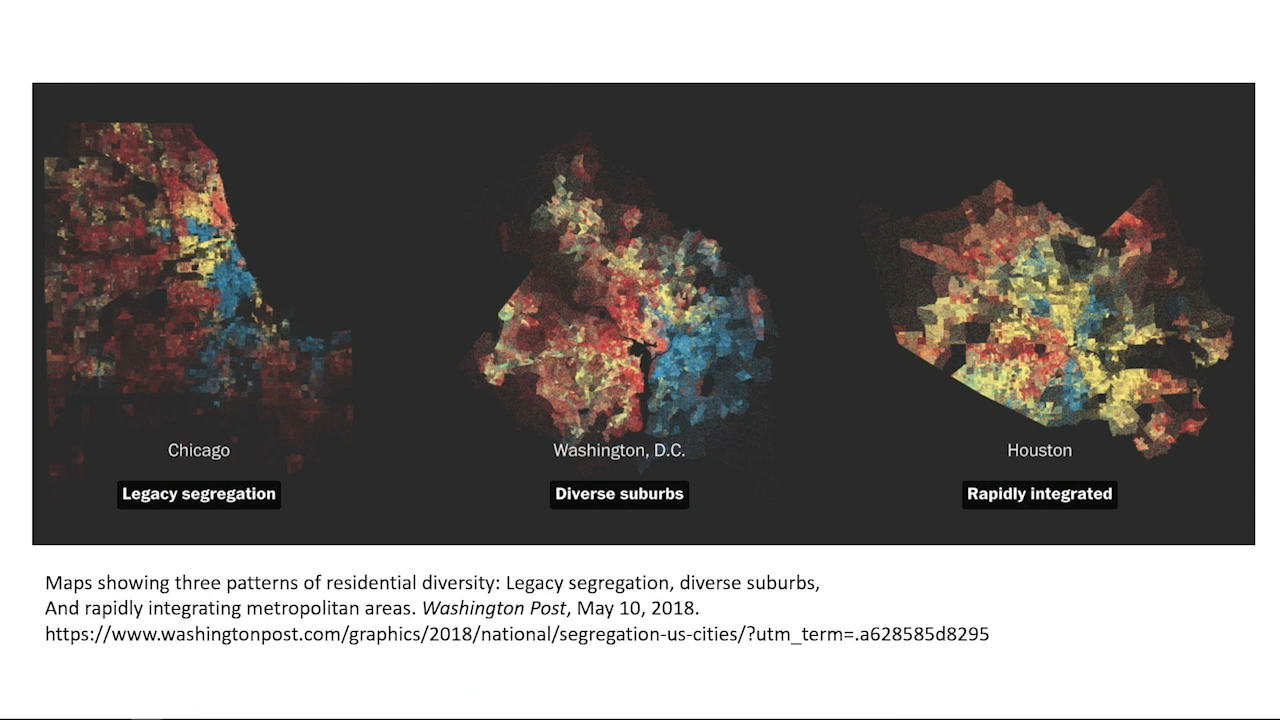 Chicago
Washington, D.C.
Houston
Legacy segregation
Diverse suburbs
Rapidly integrated
Maps showing three patterns of residential diversity: Legacy segregation, diverse suburbs,
And rapidly integrating metropolitan areas. Washington Post, May 10, 2018.
https://www.washingtonpost.com/graphics/2018/national/segregation-us-cities/?utm_term=.a628585d8295